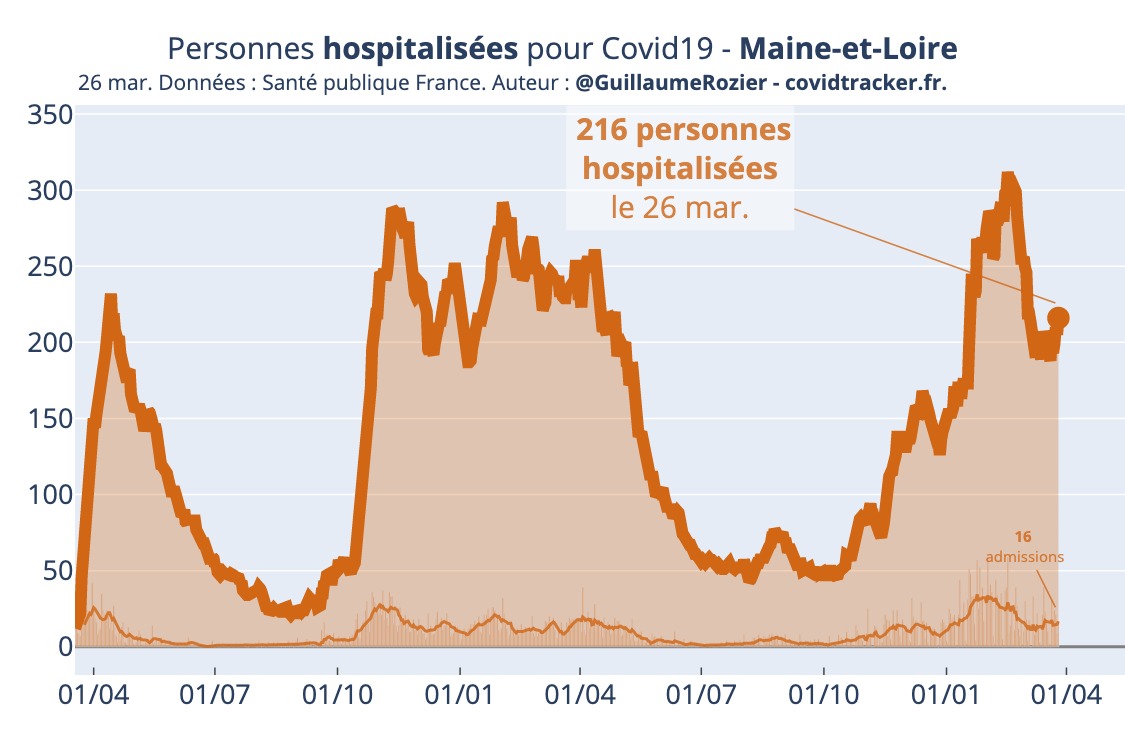 Personnes hospitalisées pour Covid19 - Maine-et-Loire
26 mar. Données : Santé publique France. Auteur : @GuillaumeRozier - covidtracker.fr.
350
216 personnes
hospitalisées
le 26 mar.
300
250
200
150
100
16
admissions
50
0
01/04 01/07 01/10 01/01 01/04 01/07 01/10 01/01 01/04